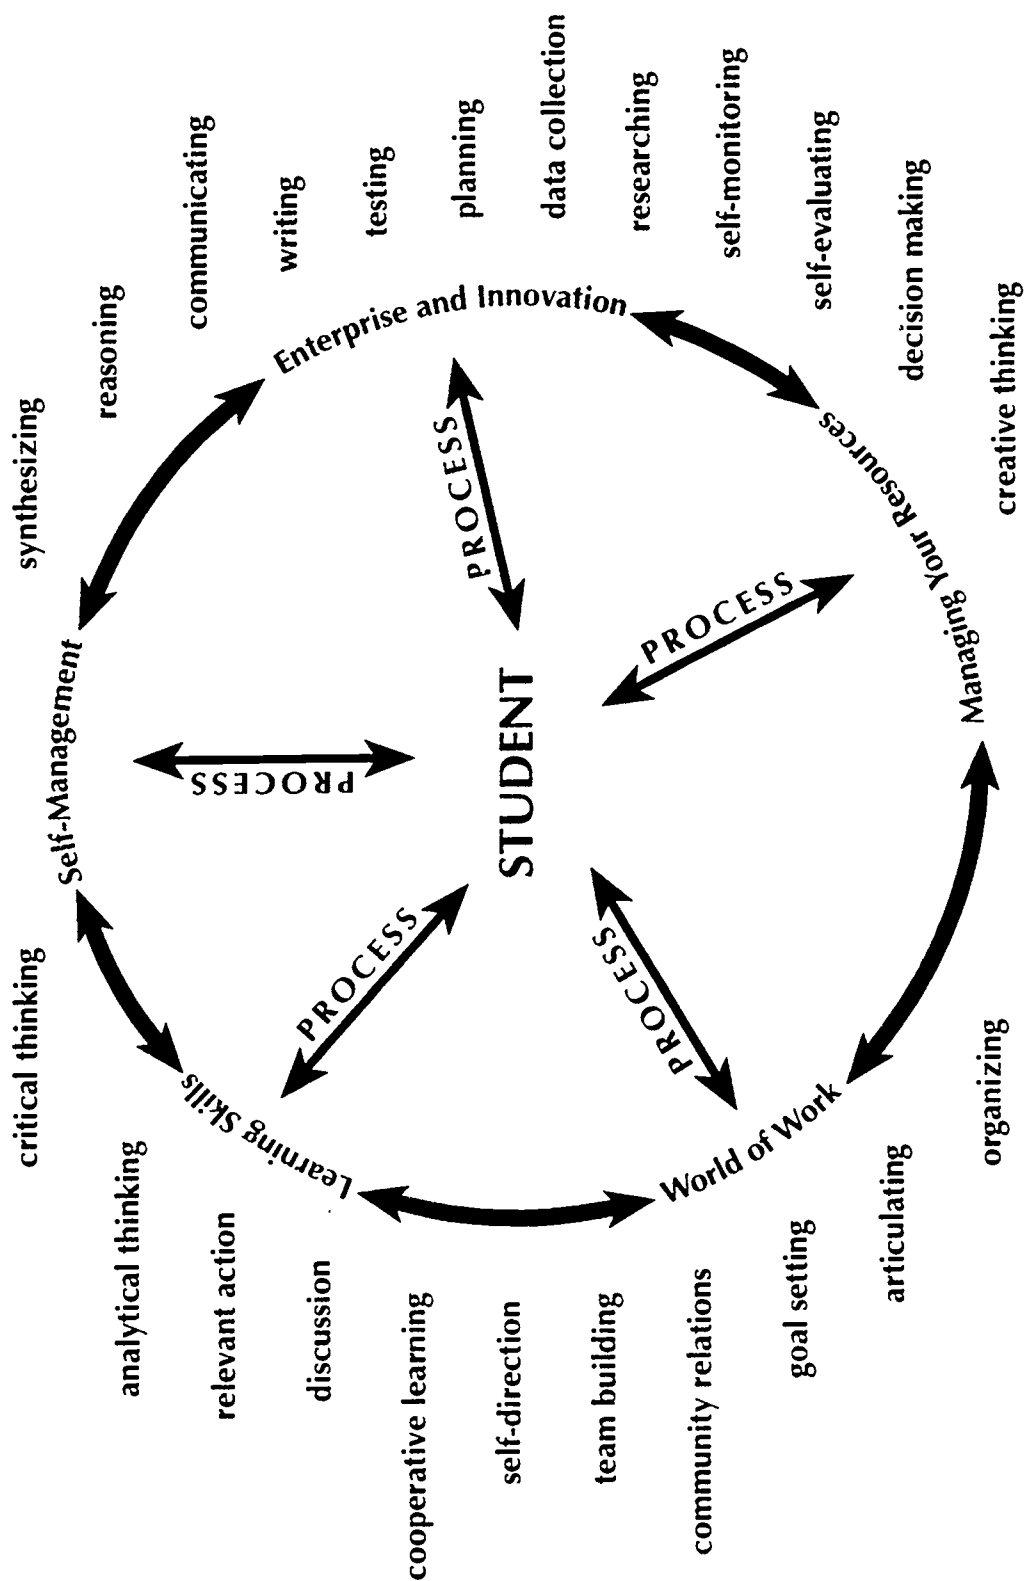 synthesizing
reasoning
communicating
writing
testing
planning
data collection
researching
self-monitoring
self-evaluating
decision making
creative thinking
critical thinking
analytical thinking
relevant action
discussion
cooperative learning
self-direction
team building
community relations
goal setting
articulating
organizing
Self-Management
Enterprise and Innovation
Managing Your Resources
World of Work
Learning Skills
PROCESS
PROCESS
PROCESS
PROCESS
PROCESS
STUDENT